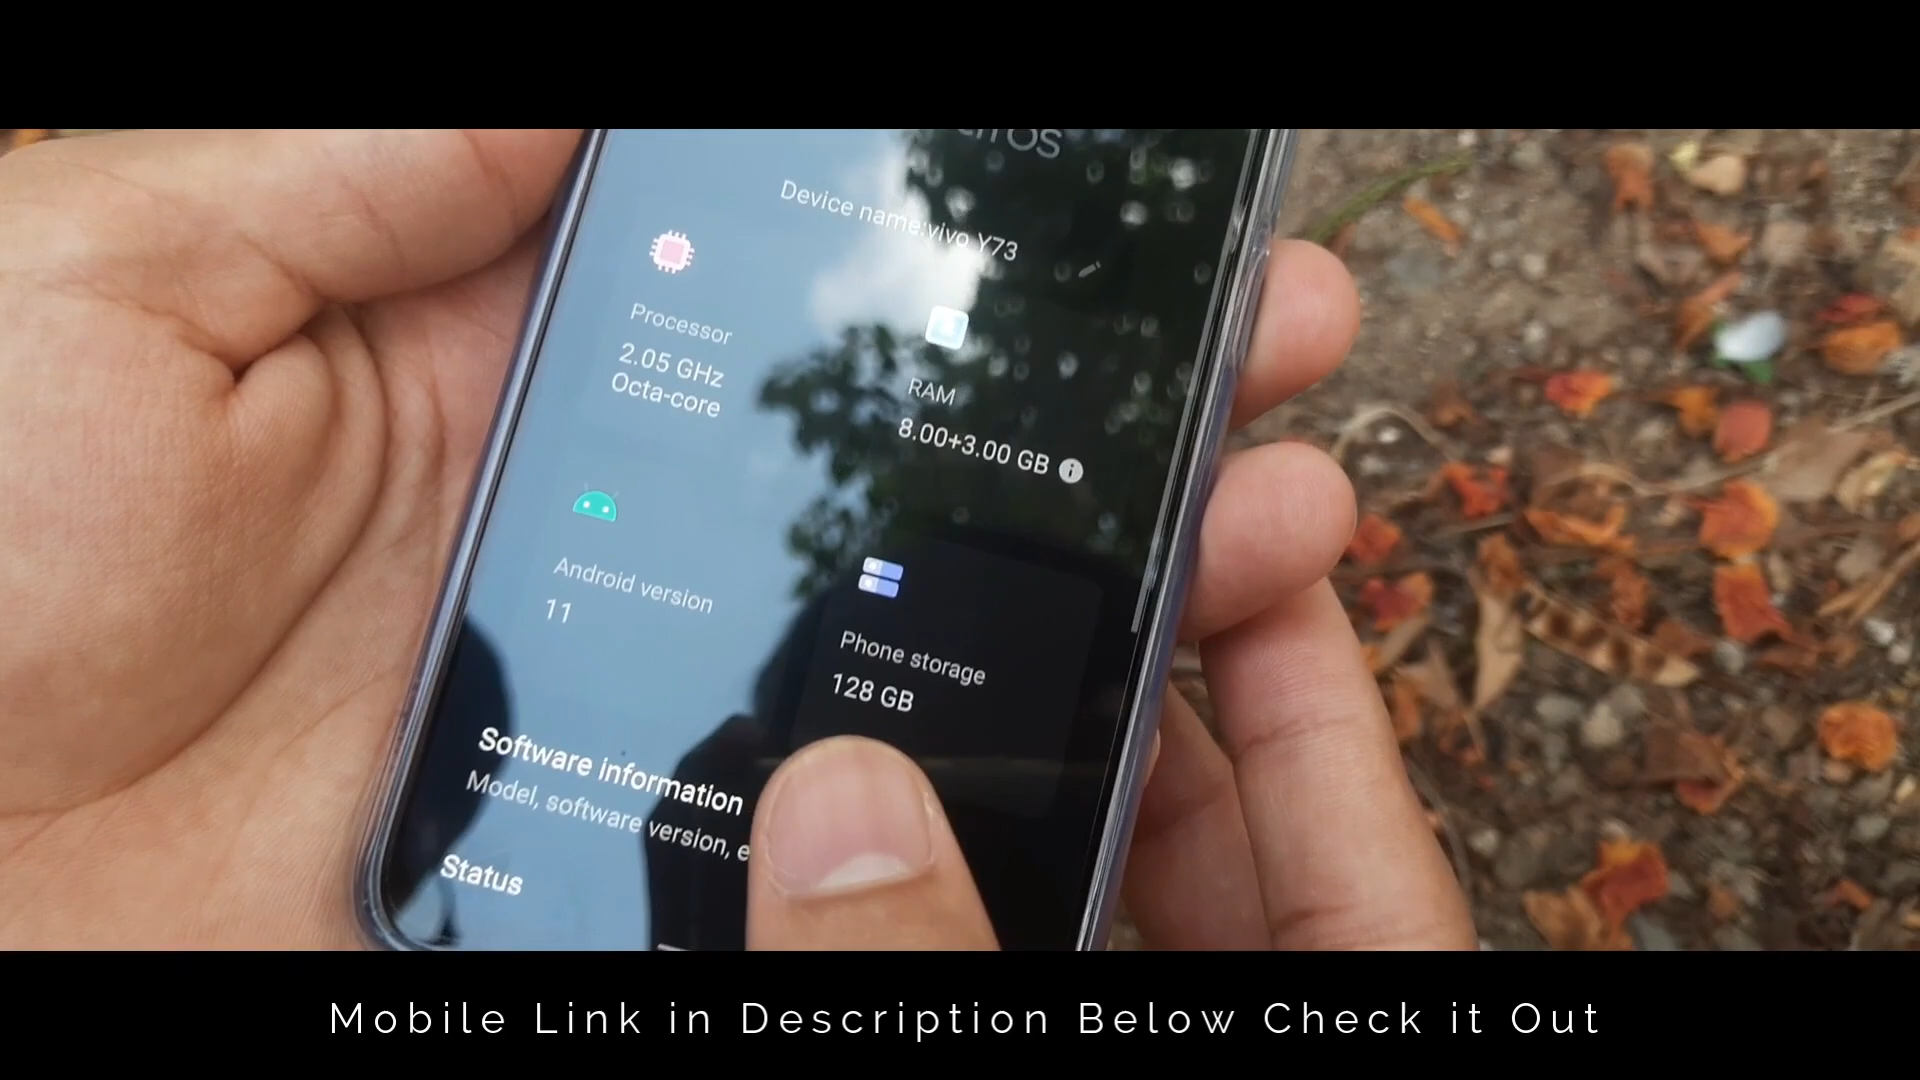 OS
Device name:vivo Y73
Processor
2.05 GHz
Octa-core
RAM
8.00+3.00 GB
Android version
11
Phone storage
128 GB
Software information
Model, software version, e
Status
Mobile Link in Description Below Check it Out